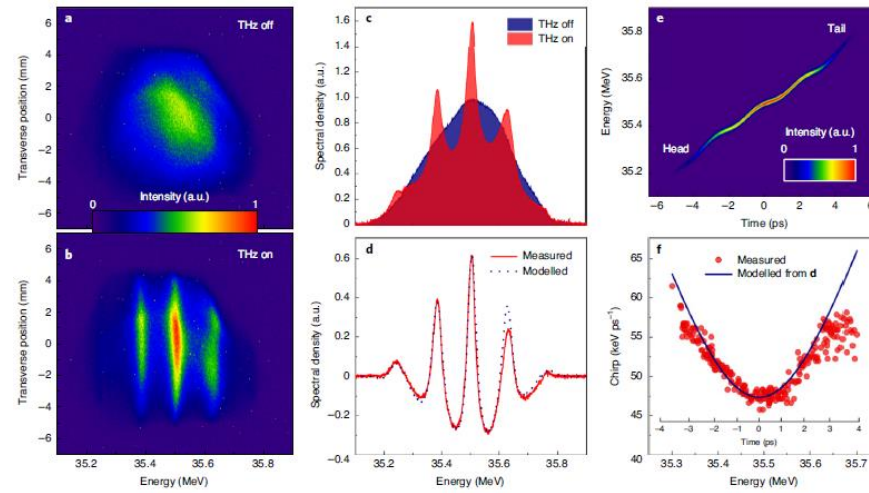 a
THz off
Transverse position (mm)
6
4
2
0
−2
−4
−6
Intensity (a.u.)
0
1
b
THz on
Transverse position (mm)
6
4
2
0
−2
−4
−6
35.2
35.4
35.6
35.8
Energy (MeV)
c
THz off
THz on
Spectral density (a.u.)
1.6
1.4
1.2
1.0
0.8
0.6
0.4
0.2
0
d
Measured
Modelled
Spectral density (a.u.)
0.6
0.4
0.2
0
−0.2
−0.4
35.2
35.4
35.6
35.8
Energy (MeV)
e
Tail
Head
Energy (MeV)
35.8
35.6
35.4
35.2
Intensity (a.u.)
0
1
−6
−4
−2
0
2
4
6
Time (ps)
f
Measured
Modelled from d
Chirp (keV ps⁻¹)
65
60
55
50
45
40
−4
−3
−2
−1
0
1
2
3
4
Time (ps)
35.3
35.4
35.5
35.6
35.7
Energy (MeV)